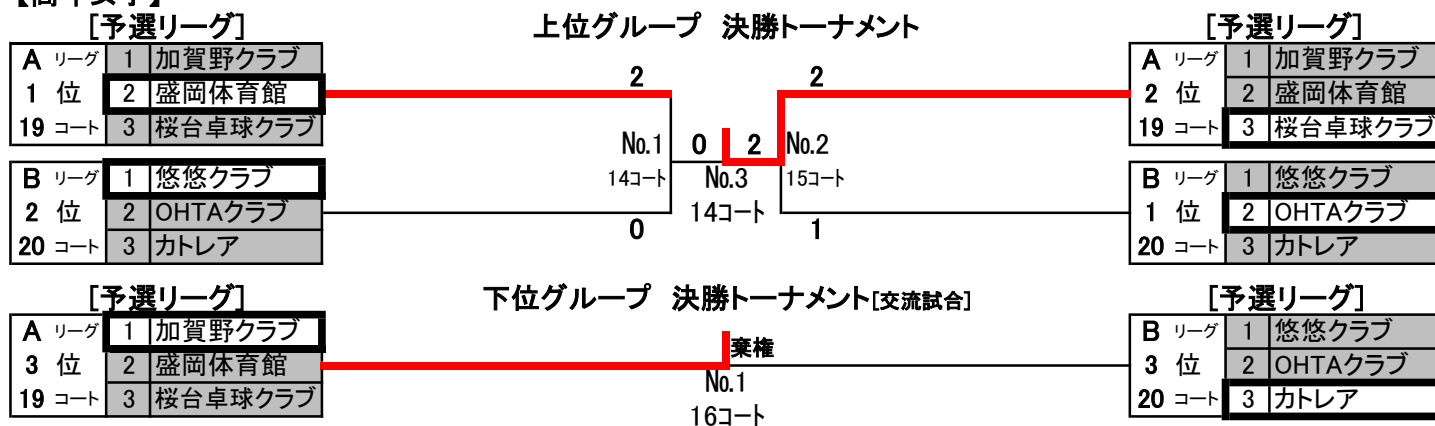 [予選リーグ] 上位グループ 決勝トーナメント [予選リーグ]
A リーグ 1 加賀野クラブ 2 2 A リーグ 1 加賀野クラブ
1 位 2 盛岡体育館 2 位 2 盛岡体育館
19 コート 3 桜台卓球クラブ No.1 0 2 No.2 19 コート 3 桜台卓球クラブ
B リーグ 1 悠悠クラブ 14コート No.3 15コート B リーグ 1 悠悠クラブ
2 位 2 OHTAクラブ 14コート 1 位 2 OHTAクラブ
20 コート 3 カトレア 0 1 20 コート 3 カトレア
[予選リーグ] 下位グループ 決勝トーナメント[交流試合] [予選リーグ]
A リーグ 1 加賀野クラブ 棄権 B リーグ 1 悠悠クラブ
3 位 2 盛岡体育館 No.1 3 位 2 OHTAクラブ
19 コート 3 桜台卓球クラブ 16コート 20 コート 3 カトレア